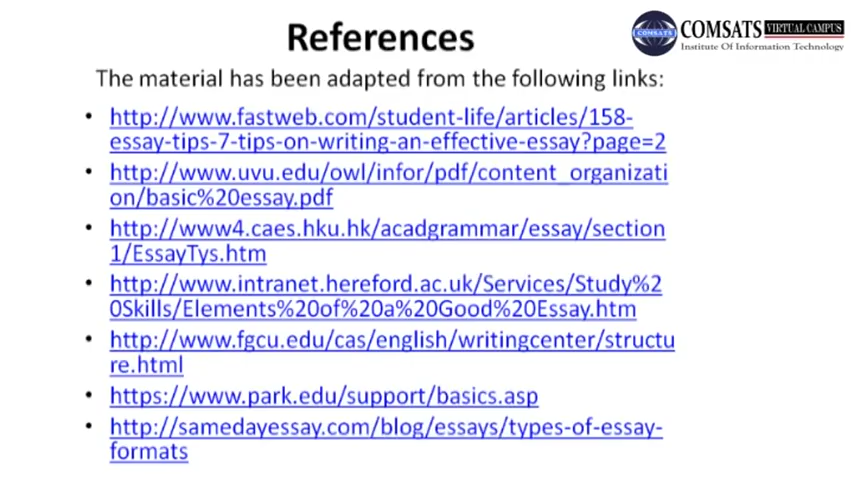 References
COMSATS
COMSATS VIRTUAL CAMPUS
Institute Of Information Technology
The material has been adapted from the following links:
• http://www.fastweb.com/student-life/articles/158-
essay-tips-7-tips-on-writing-an-effective-essay?page=2
• http://www.uvu.edu/owl/infor/pdf/content_organizati
on/basic%20essay.pdf
• http://www4.caes.hku.hk/acadgrammar/essay/section
1/EssayTys.htm
• http://www.intranet.hereford.ac.uk/Services/Study%2
0Skills/Elements%20of%20a%20Good%20Essay.htm
• http://www.fgcu.edu/cas/english/writingcenter/structu
re.html
• https://www.park.edu/support/basics.asp
• http://samedayessay.com/blog/essays/types-of-essay-
formats